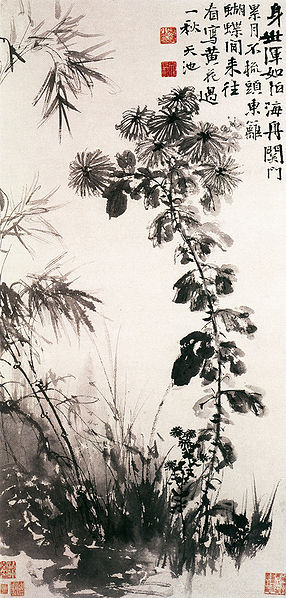 身世渾如泊海舟關門
累月不梳頭東籬
蝴蝶閒來往
看寫黃花過
一秋　天池